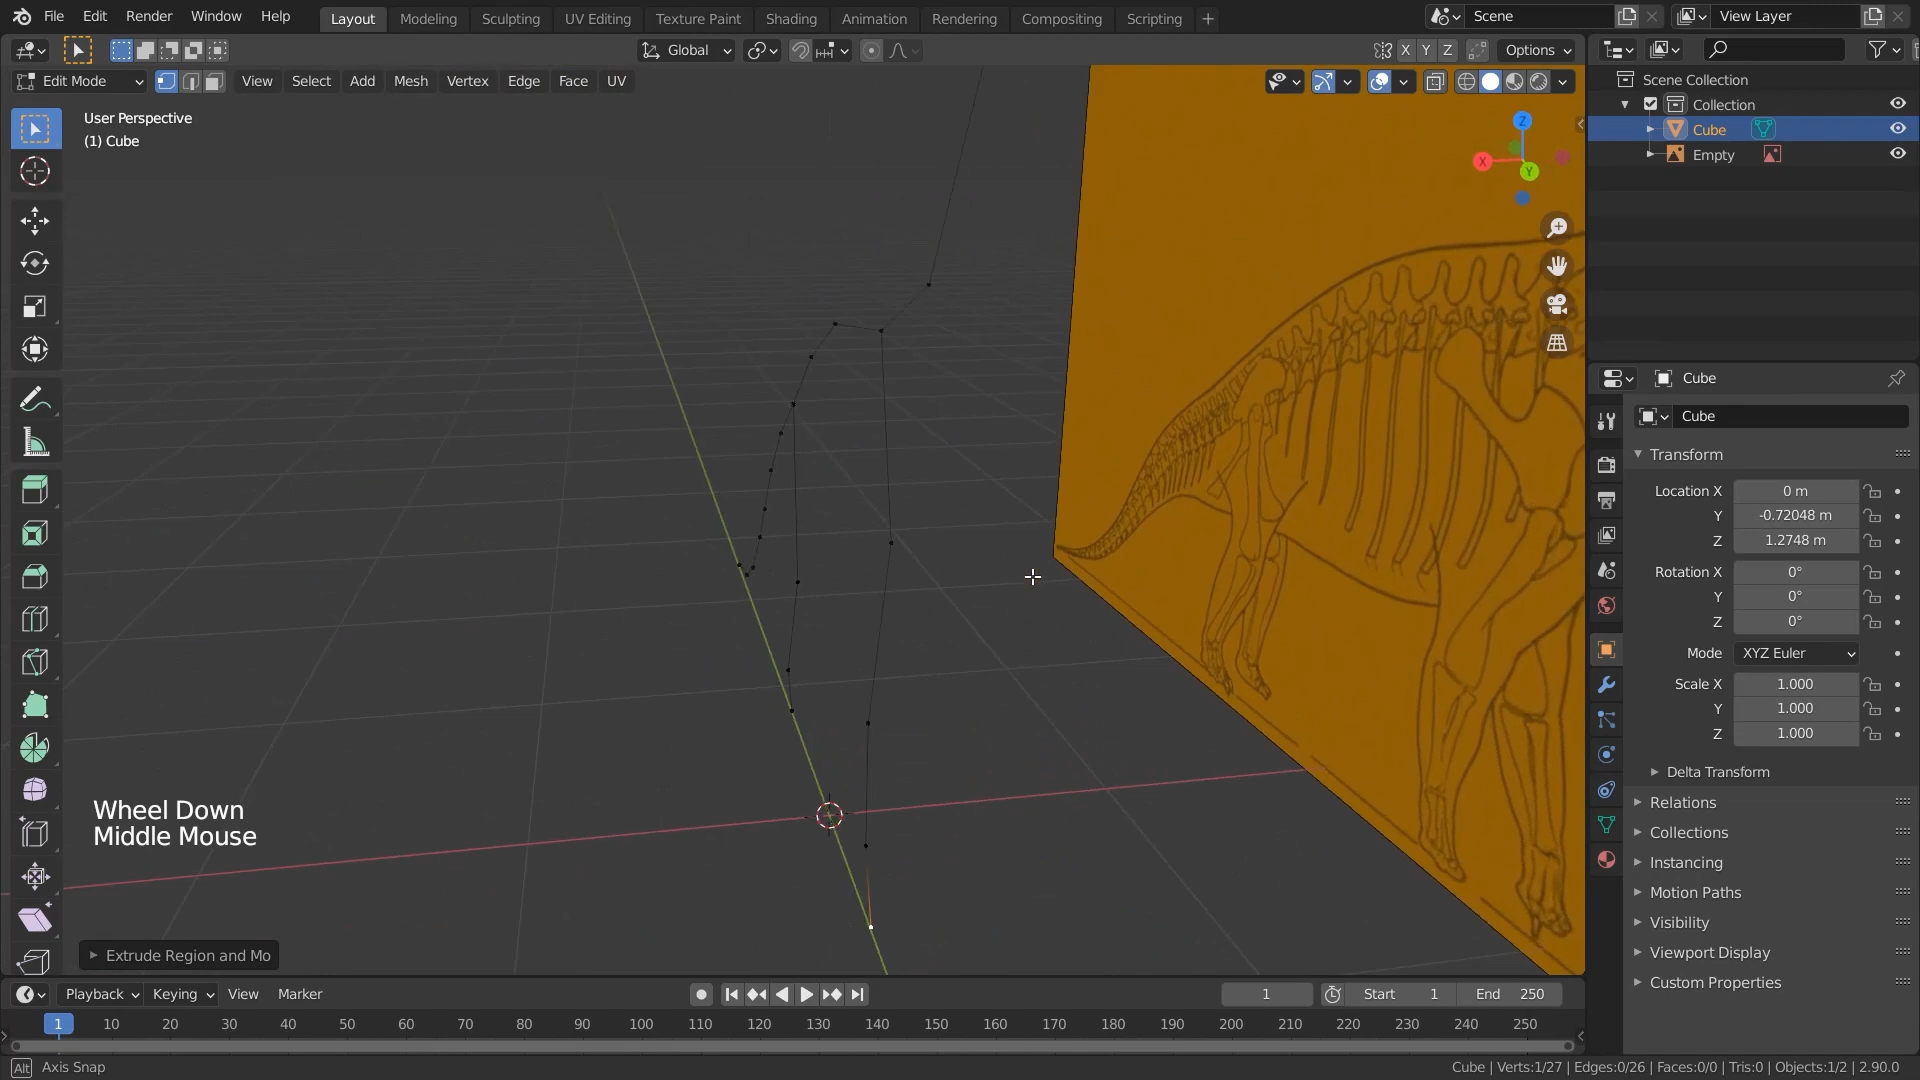 File Edit Render Window Help Layout Modeling Sculpting UV Editing Texture Paint Shading Animation Rendering Compositing Scripting + Scene View Layer
Global X Y Z Options
Edit Mode View Select Add Mesh Vertex Edge Face UV
Scene Collection
Collection
Cube
Empty
User Perspective
(1) Cube
Z
X
Y
Cube
Cube
Transform
Location X 0 m
Y -0.72048 m
Z 1.2748 m
Rotation X 0°
Y 0°
Z 0°
Mode XYZ Euler
Scale X 1.000
Y 1.000
Z 1.000
Delta Transform
Relations
Collections
Instancing
Motion Paths
Visibility
Viewport Display
Custom Properties
Wheel Down
Middle Mouse
Extrude Region and Mo
Playback Keying View Marker 1 Start 1 End 250
1 10 20 30 40 50 60 70 80 90 100 110 120 130 140 150 160 170 180 190 200 210 220 230 240 250
Alt Axis Snap Cube | Verts:1/27 | Edges:0/26 | Faces:0/0 | Tris:0 | Objects:1/2 | 2.90.0